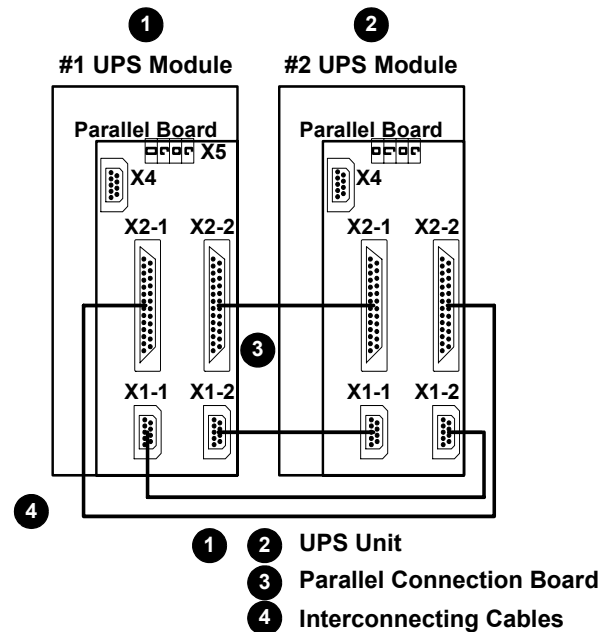 1 2
#1 UPS Module #2 UPS Module
Parallel Board Parallel Board
X5
X4 X4
X2-1 X2-2 X2-1 X2-2
3
X1-1 X1-2 X1-1 X1-2
4
1 2 UPS Unit
3 Parallel Connection Board
4 Interconnecting Cables